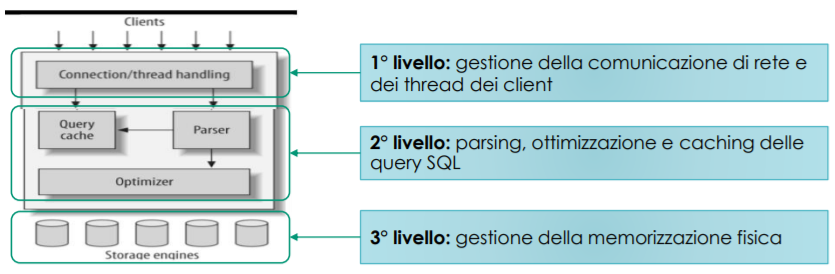 Clients
Connection/thread handling
1° livello: gestione della comunicazione di rete e
dei thread dei client
Query
cache
Parser
Optimizer
2° livello: parsing, ottimizzazione e caching delle
query SQL
Storage engines
3° livello: gestione della memorizzazione fisica